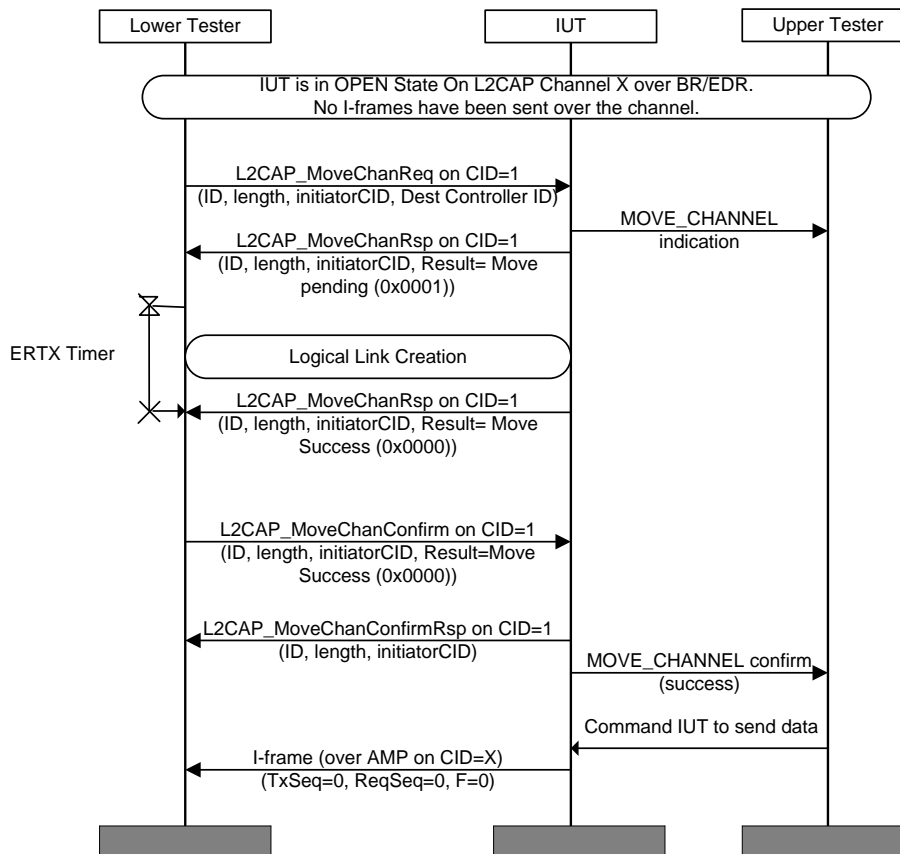 Lower Tester
IUT
Upper Tester
IUT is in OPEN State On L2CAP Channel X over BR/EDR.
No I-frames have been sent over the channel.
L2CAP_MoveChanReq on CID=1
(ID, length, initiatorCID, Dest Controller ID)
MOVE_CHANNEL
indication
L2CAP_MoveChanRsp on CID=1
(ID, length, initiatorCID, Result= Move
pending (0x0001))
ERTX Timer
Logical Link Creation
L2CAP_MoveChanRsp on CID=1
(ID, length, initiatorCID, Result= Move
Success (0x0000))
L2CAP_MoveChanConfirm on CID=1
(ID, length, initiatorCID, Result=Move
Success (0x0000))
L2CAP_MoveChanConfirmRsp on CID=1
(ID, length, initiatorCID)
MOVE_CHANNEL confirm
(success)
Command IUT to send data
I-frame (over AMP on CID=X)
(TxSeq=0, ReqSeq=0, F=0)